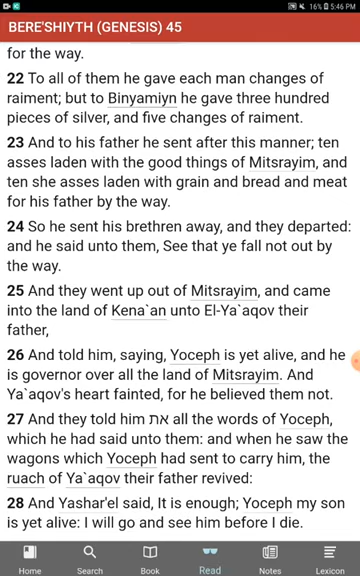 16% 5:46 PM
BERE'SHIYTH (GENESIS) 45
for the way.
22 To all of them he gave each man changes of
raiment; but to Binyamiyn he gave three hundred
pieces of silver, and five changes of raiment.
23 And to his father he sent after this manner; ten
asses laden with the good things of Mitsrayim, and
ten she asses laden with grain and bread and meat
for his father by the way.
24 So he sent his brethren away, and they departed:
and he said unto them, See that ye fall not out by
the way.
25 And they went up out of Mitsrayim, and came
into the land of Kena`an unto El-Ya`aqov their
father,
26 And told him, saying, Yoceph is yet alive, and he
is governor over all the land of Mitsrayim. And
Ya`aqov's heart fainted, for he believed them not.
27 And they told him את all the words of Yoceph,
which he had said unto them: and when he saw the
wagons which Yoceph had sent to carry him, the
ruach of Ya`aqov their father revived:
28 And Yashar'el said, It is enough; Yoceph my son
is yet alive: I will go and see him before I die.
Home Search Book Read Notes Lexicon